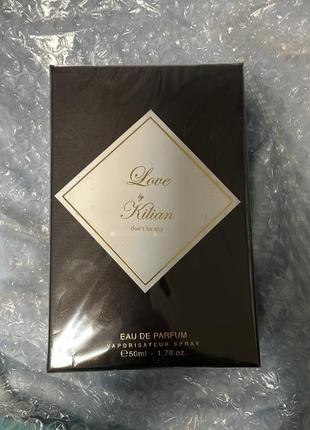 Love
by
Kilian
don't be shy
EAU DE PARFUM
VAPORISATEUR SPRAY
℮50ml - 1.7fl.oz.